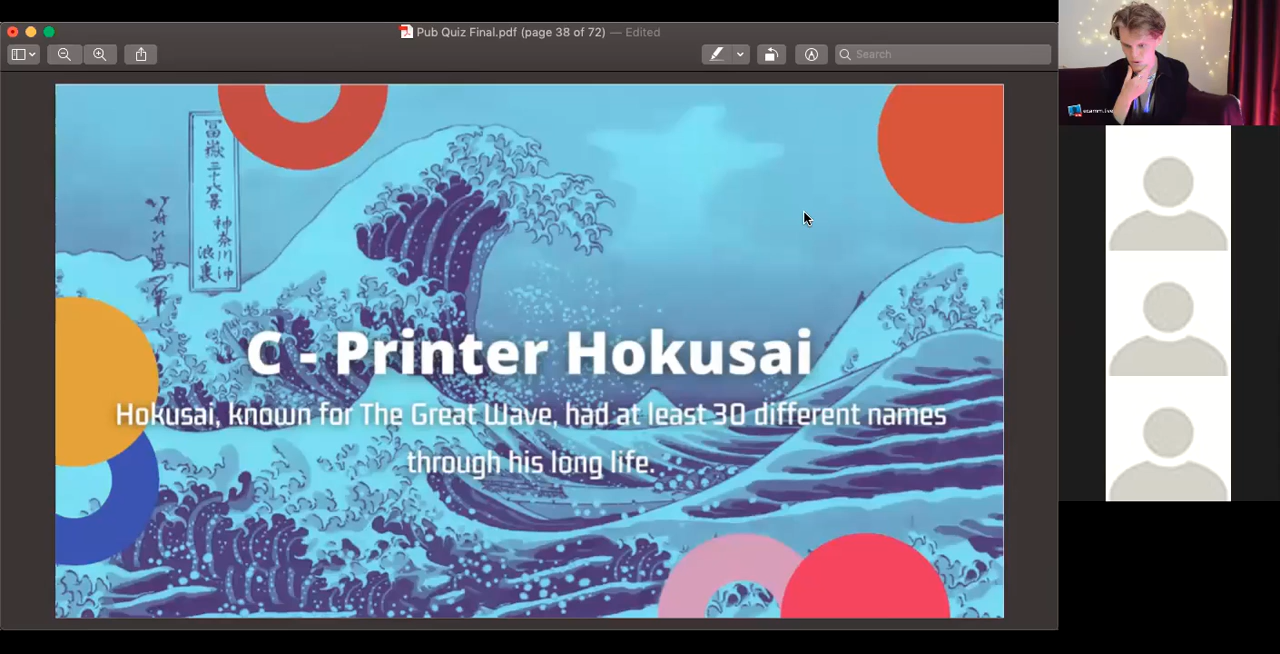 Pub Quiz Final.pdf (page 38 of 72) — Edited
Search
冨嶽三十六景
神奈川沖
浪裏
C - Printer Hokusai
Hokusai, known for The Great Wave, had at least 30 different names
through his long life.